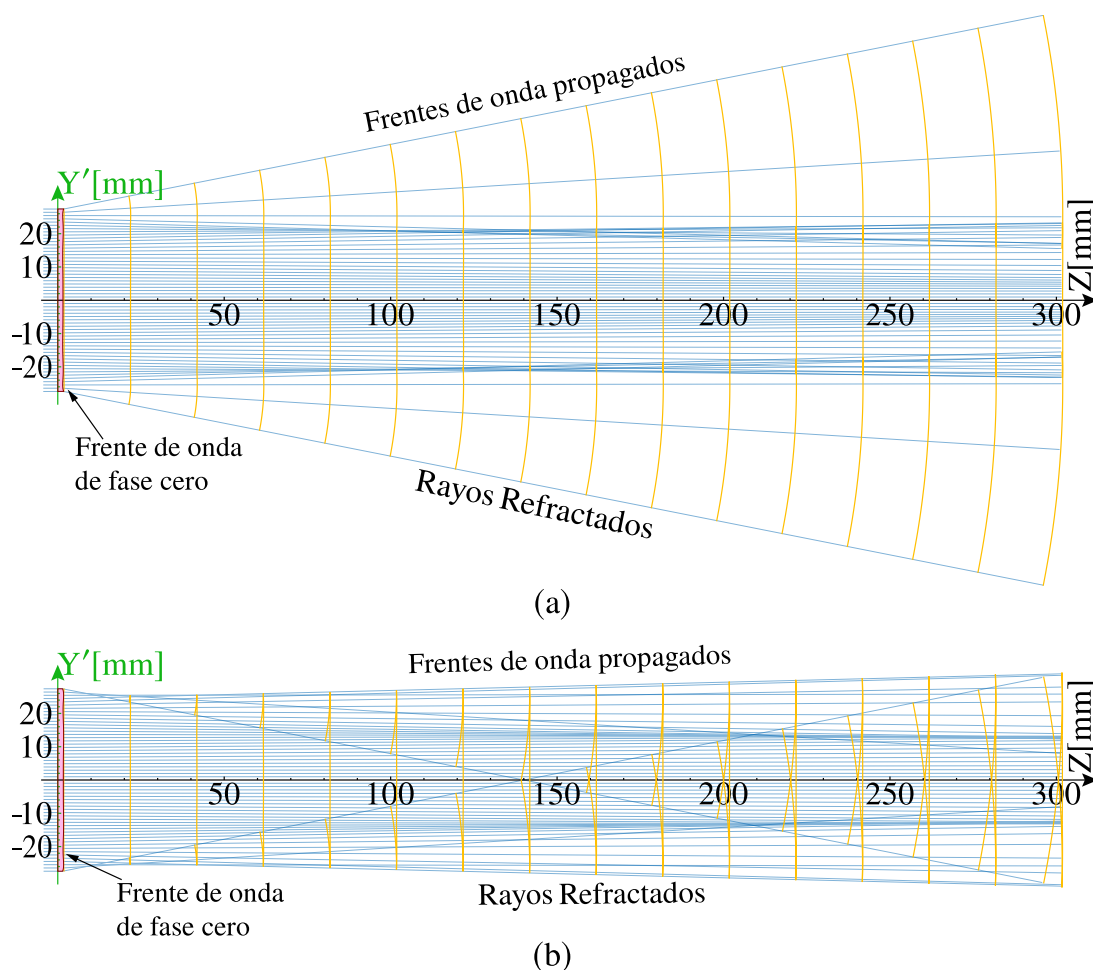 Frentes de onda propagados
Y′[mm]
20
10
-10
-20
50
100
150
200
250
300
Z[mm]
Frente de onda
de fase cero
Rayos Refractados
(a)
Frentes de onda propagados
Y′[mm]
20
10
-10
-20
50
100
150
200
250
300
Z[mm]
Frente de onda
de fase cero
Rayos Refractados
(b)